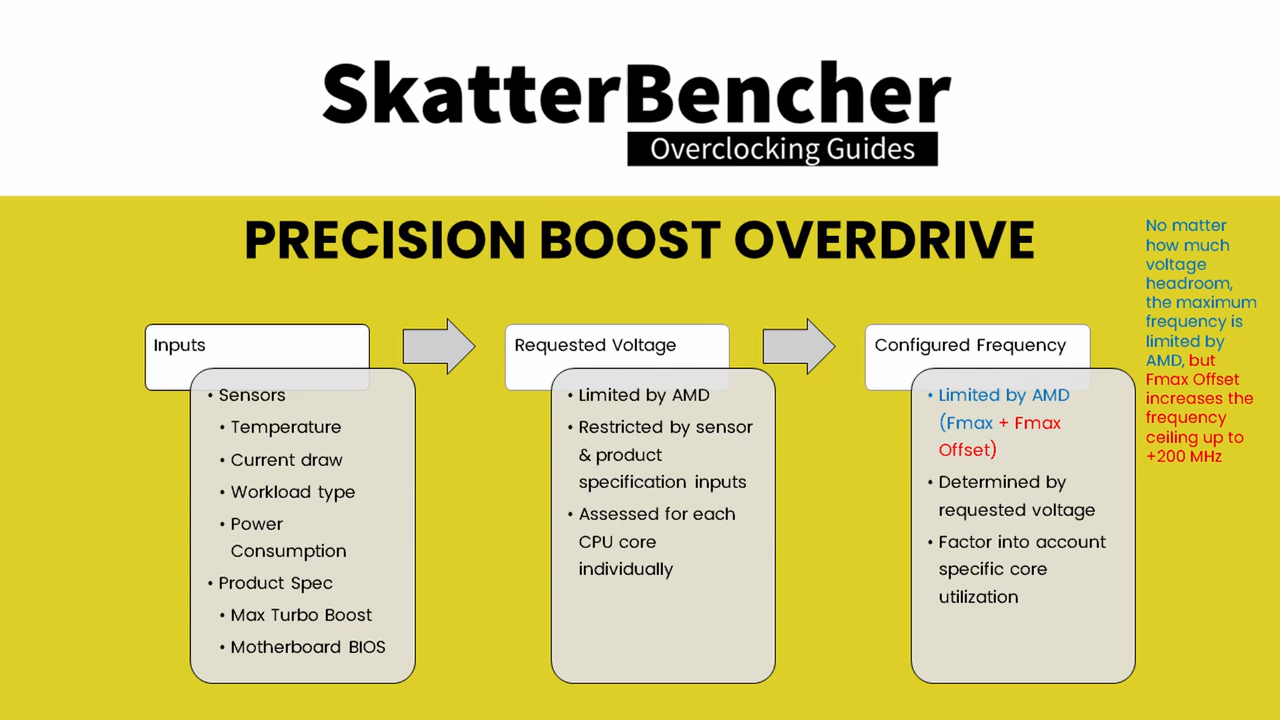 SkatterBencher
Overclocking Guides
PRECISION BOOST OVERDRIVE
Inputs
• Sensors
• Temperature
• Current draw
• Workload type
• Power
Consumption
• Product Spec
• Max Turbo Boost
• Motherboard BIOS
Requested Voltage
• Limited by AMD
• Restricted by sensor
& product
specification inputs
• Assessed for each
CPU core
individually
Configured Frequency
• Limited by AMD
(Fmax + Fmax
Offset)
• Determined by
requested voltage
• Factor into account
specific core
utilization
No matter
how much
voltage
headroom,
the maximum
frequency is
limited by
AMD, but
Fmax Offset
increases the
frequency
ceiling up to
+200 MHz